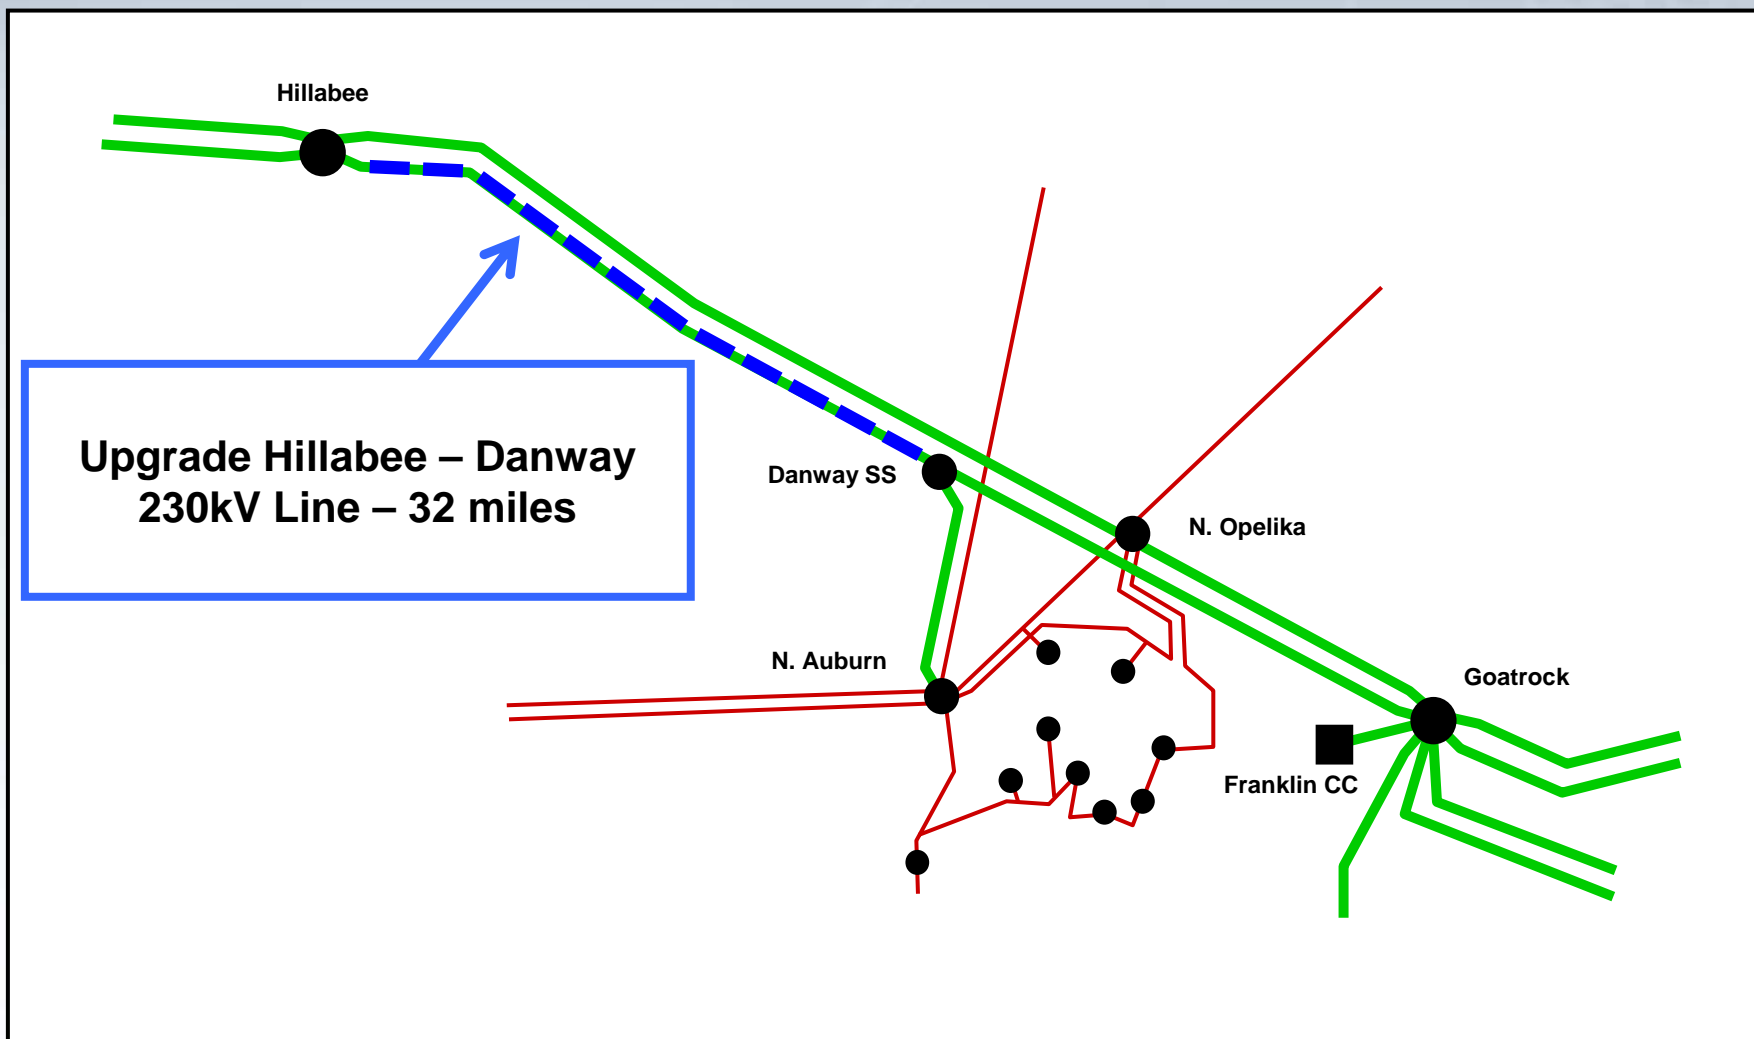 Hillabee
Upgrade Hillabee – Danway
230kV Line – 32 miles
Danway SS
N. Opelika
N. Auburn
Goatrock
Franklin CC